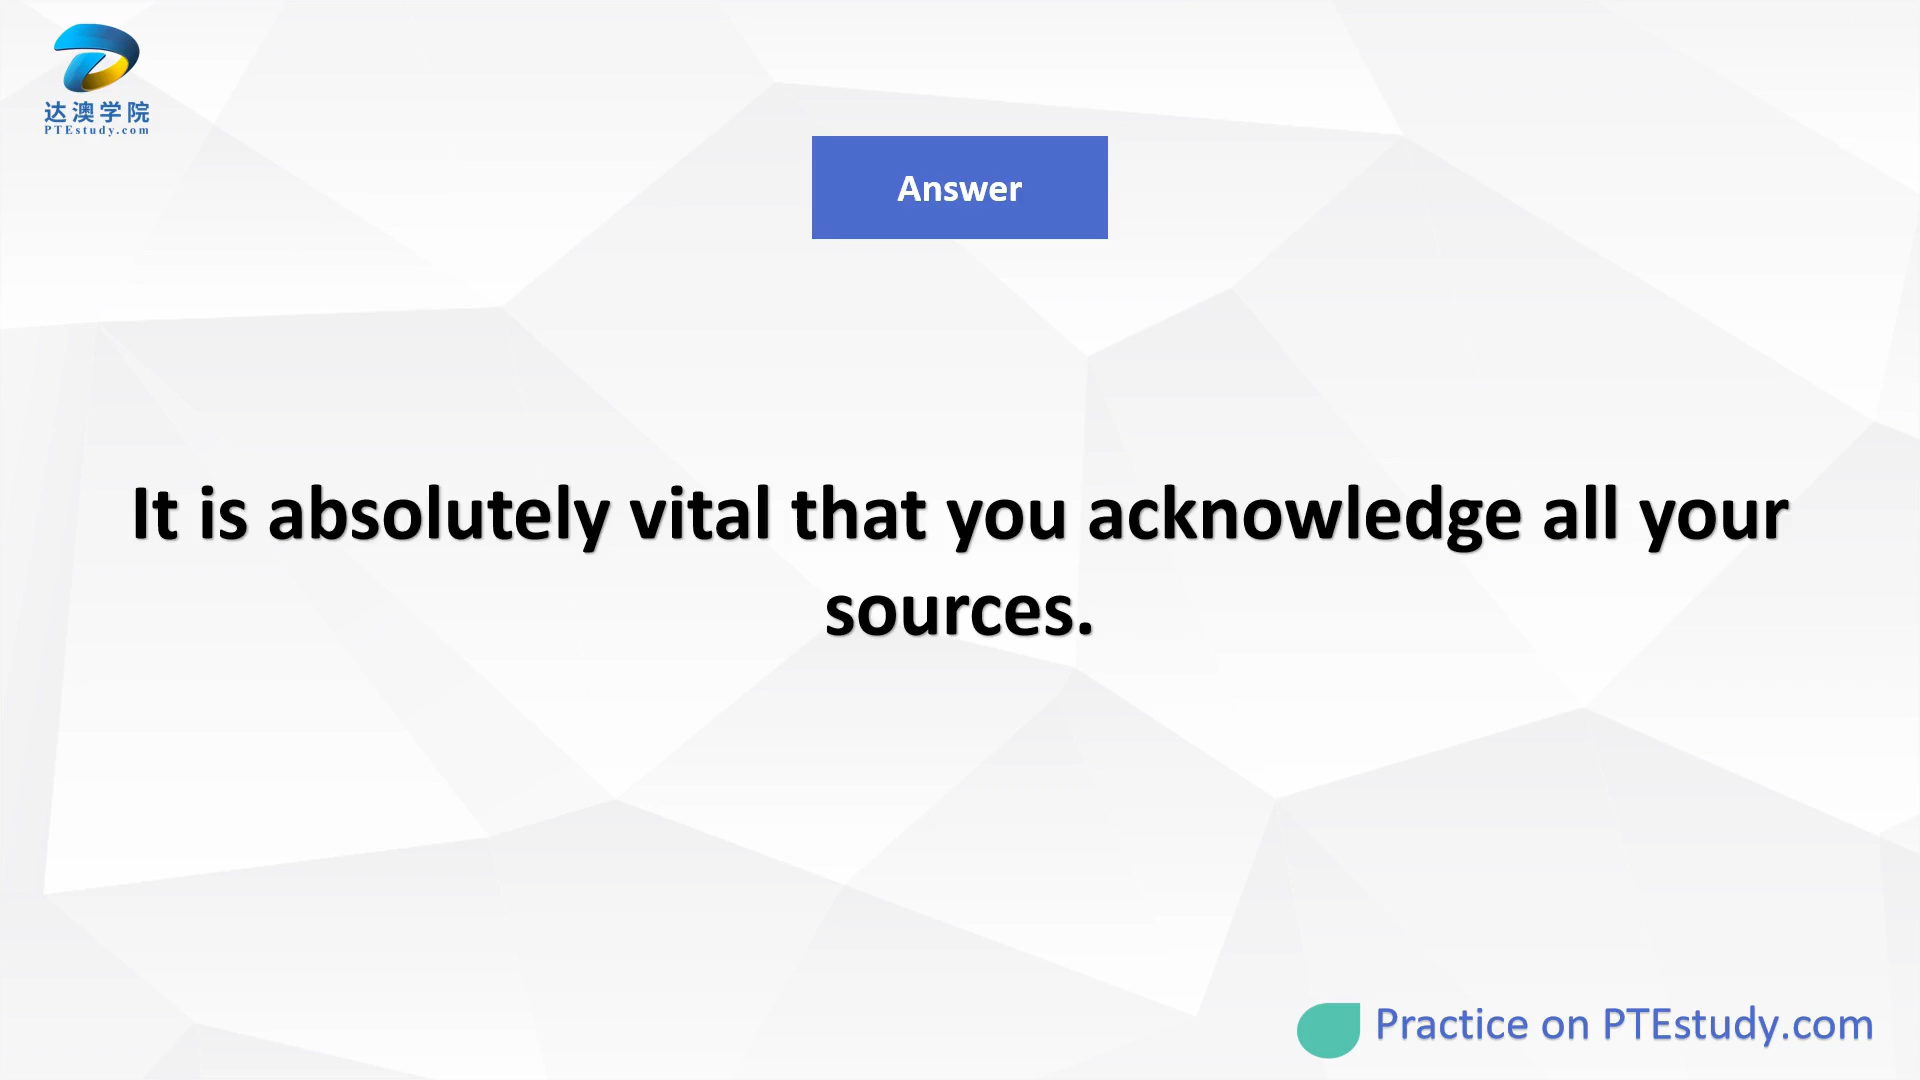 达澳学院
PTEstudy.com
Answer
It is absolutely vital that you acknowledge all your
sources.
Practice on PTEstudy.com